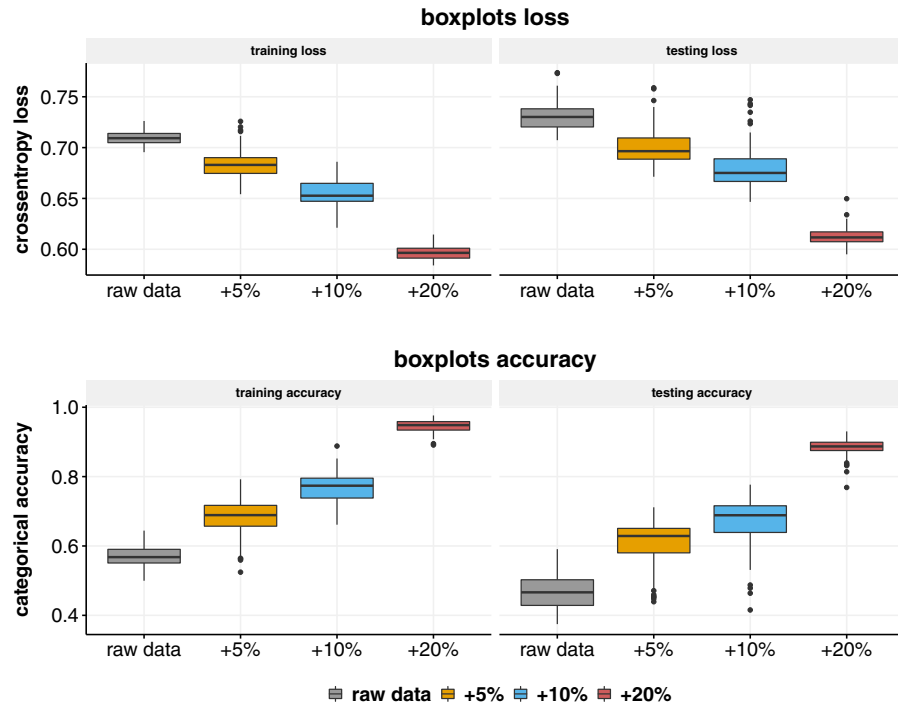 boxplots loss
training loss testing loss
crossentropy loss
0.75
0.70
0.65
0.60
raw data +5% +10% +20% raw data +5% +10% +20%
boxplots accuracy
training accuracy testing accuracy
categorical accuracy
1.0
0.8
0.6
0.4
raw data +5% +10% +20% raw data +5% +10% +20%
raw data +5% +10% +20%